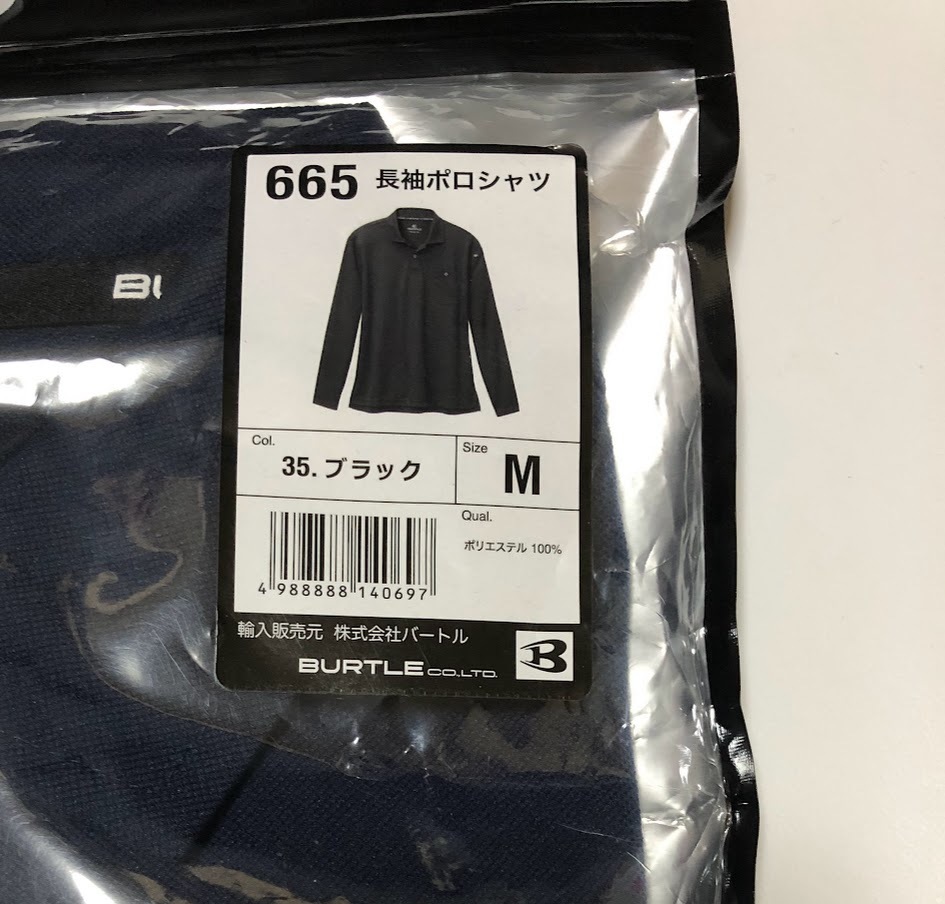 665 長袖ポロシャツ
BU
Col.
35.ブラック
Size
M
Qual.
ポリエステル 100%
4 988888 140697
輸入販売元 株式会社バートル
BURTLE CO.,LTD.
B